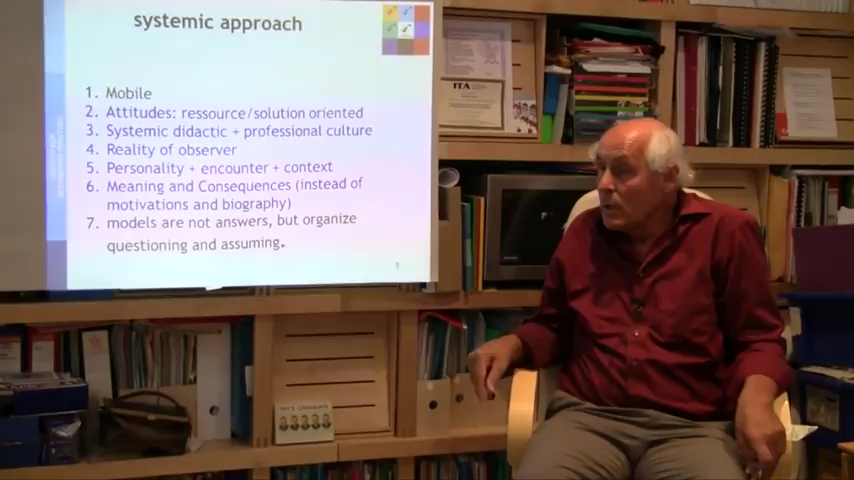 systemic approach
1. Mobile
2. Attitudes: ressource/solution oriented
3. Systemic didactic + professional culture
4. Reality of observer
5. Personality + encounter + context
6. Meaning and Consequences (instead of
motivations and biography)
7. models are not answers, but organize
questioning and assuming.
5
ITA